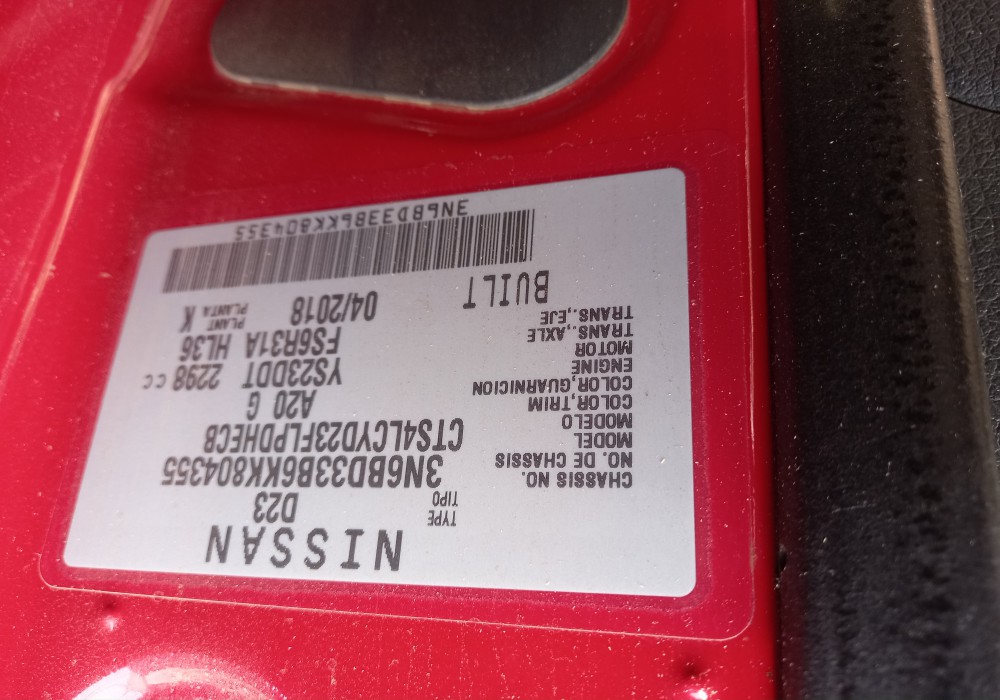 NISSAN
TYPE
TIPO D23
CHASSIS NO.
NO. DE CHASSIS 3N6BD33B6KK804355
MODEL
MODELO CTS4LCYD23FLPDHECB
COLOR,TRIM
COLOR,GUARNICION A20 G
ENGINE
MOTOR YS23DDT 2298 CC
TRANS.,AXLE
TRANS.,EJE FS6R31A HL36
BUILT 04/2018 PLANT
PLANTA K
3N6BD33B6KK804355